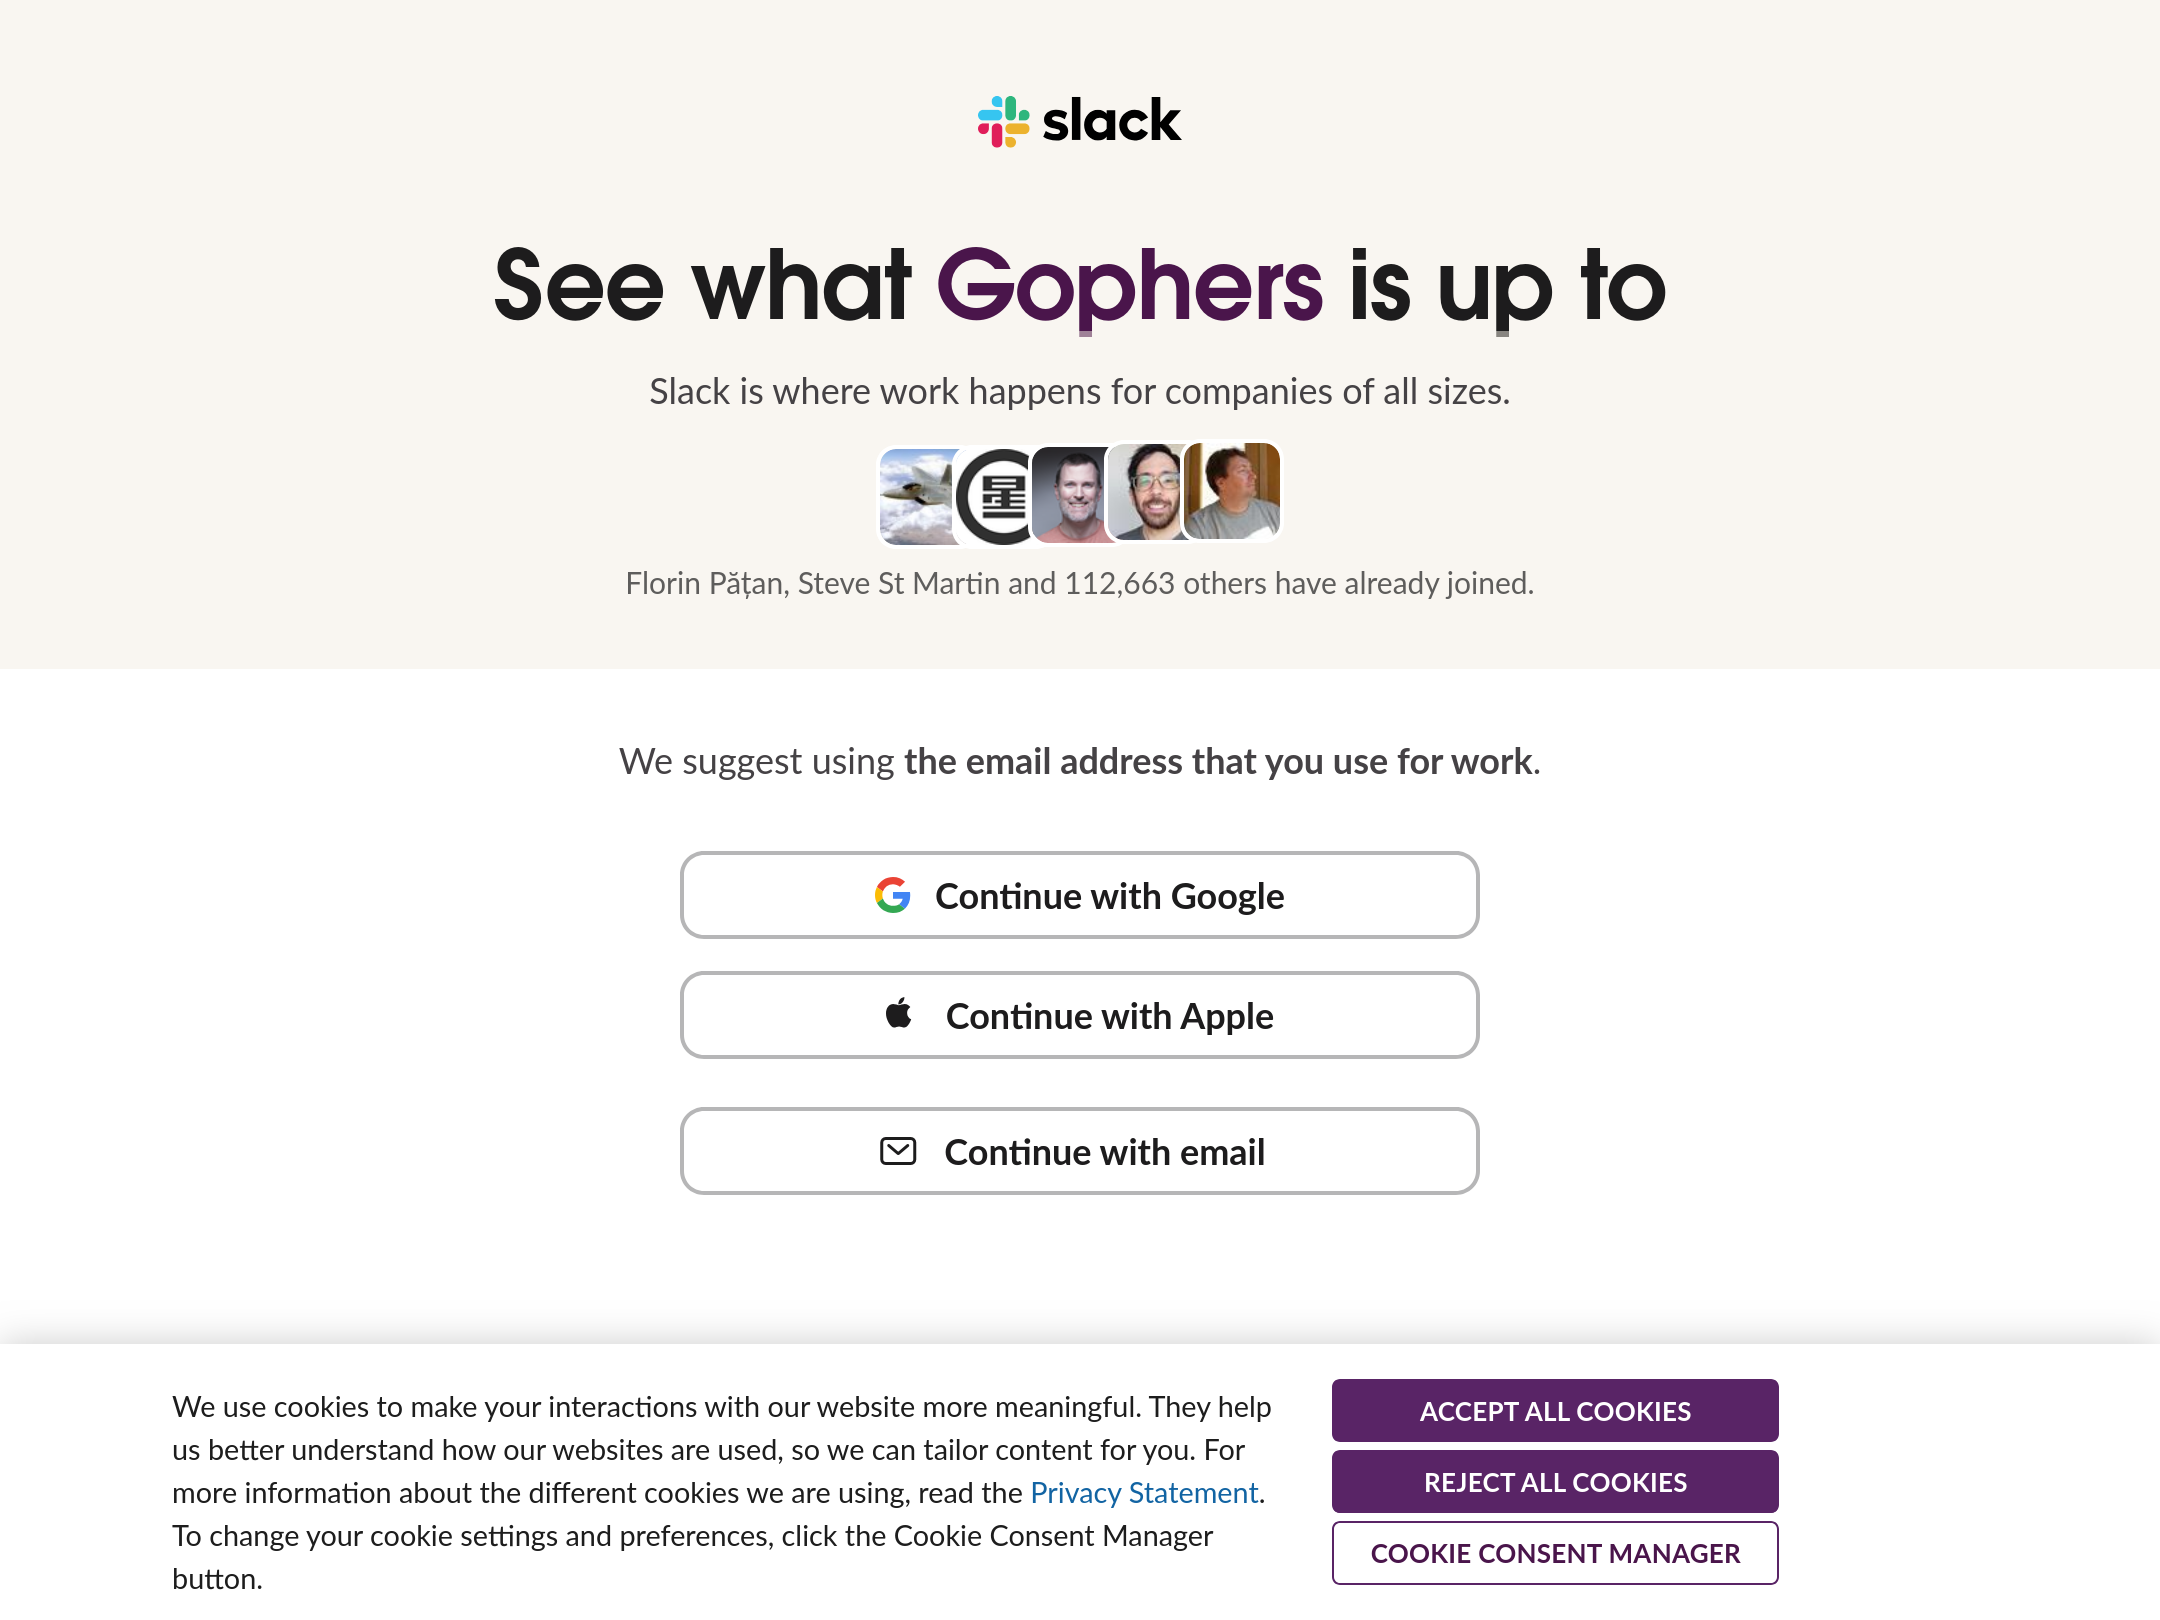 slack
See what Gophers is up to
Slack is where work happens for companies of all sizes.
Florin Pățan, Steve St Martin and 112,663 others have already joined.
We suggest using the email address that you use for work.
Continue with Google
Continue with Apple
Continue with email
We use cookies to make your interactions with our website more meaningful. They help
us better understand how our websites are used, so we can tailor content for you. For
more information about the different cookies we are using, read the Privacy Statement.
To change your cookie settings and preferences, click the Cookie Consent Manager
button.
ACCEPT ALL COOKIES
REJECT ALL COOKIES
COOKIE CONSENT MANAGER